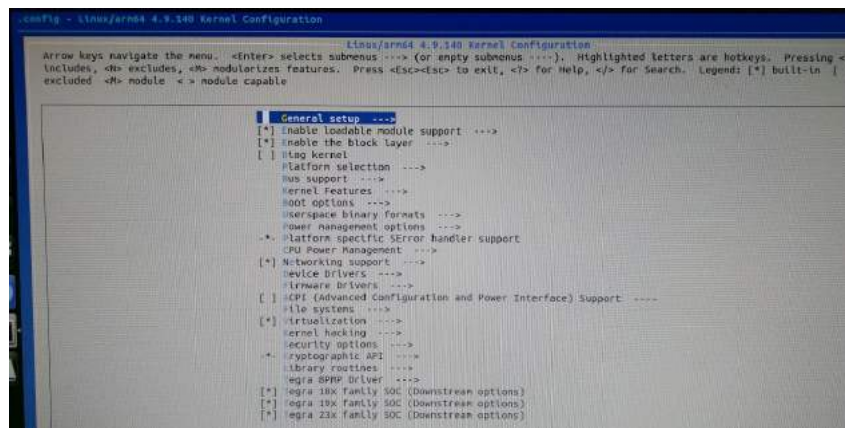 .config - Linux/arm64 4.9.140 Kernel Configuration
Linux/arm64 4.9.140 Kernel Configuration
Arrow keys navigate the menu. <Enter> selects submenus ---> (or empty submenus ----). Highlighted letters are hotkeys. Pressing <
includes, <N> excludes, <M> modularizes features. Press <Esc><Esc> to exit, <?> for Help, </> for Search. Legend: [*] built-in [
excluded <M> module < > module capable
General setup --->
[*] Enable loadable module support --->
[*] Enable the block layer --->
[ ] Diag kernel
Platform selection --->
Bus support --->
Kernel Features --->
Boot options --->
Userspace binary formats --->
Power management options --->
-*- Platform specific SError handler support
CPU Power Management --->
[*] Networking support --->
Device Drivers --->
Firmware Drivers --->
[ ] ACPI (Advanced Configuration and Power Interface) Support ----
File systems --->
[*] Virtualization --->
Kernel hacking --->
Security options --->
-*- Cryptographic API --->
Library routines --->
Tegra BPMP Driver --->
[*] Tegra 18x family SOC (Downstream options)
[*] Tegra 19x family SOC (Downstream options)
[*] Tegra 23x family SOC (Downstream options)